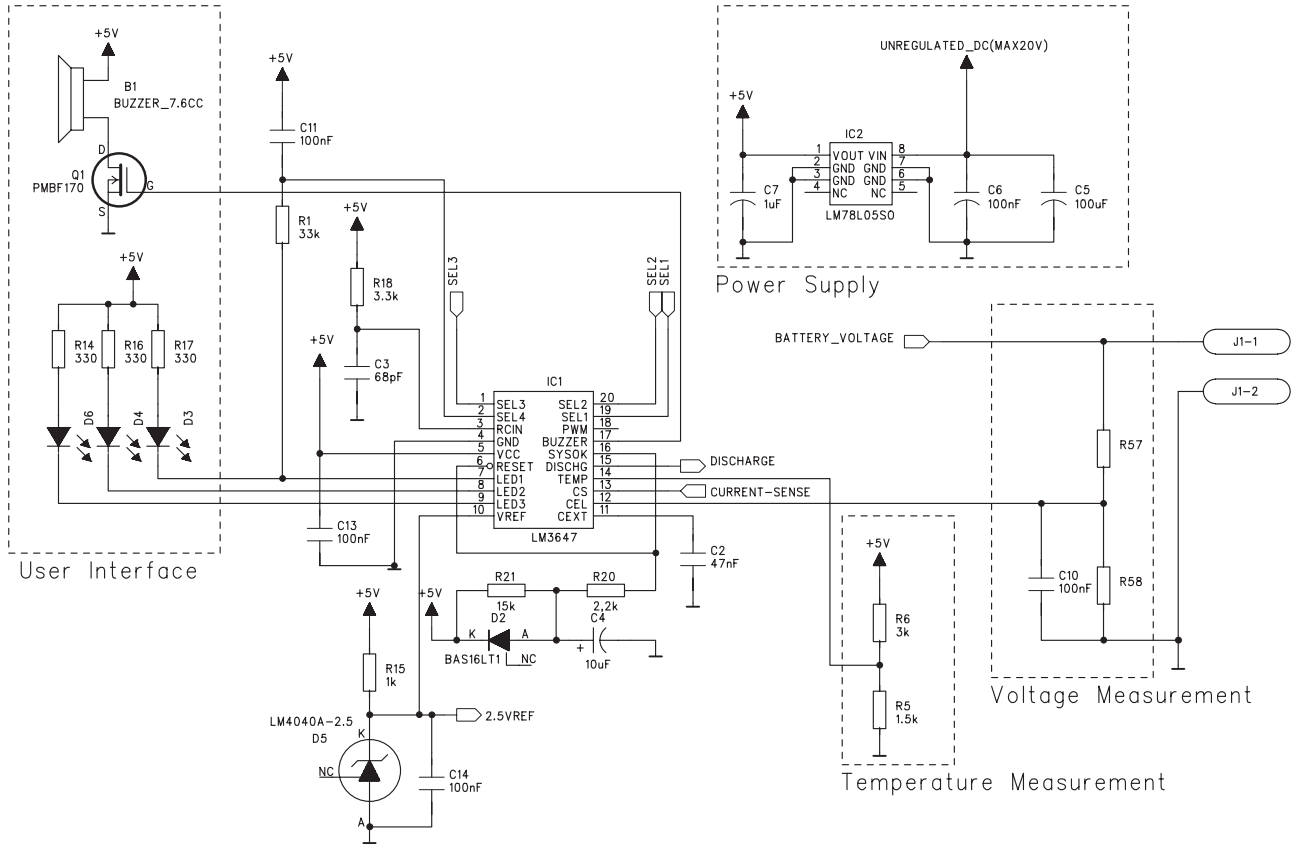 +5V
B1
BUZZER_7.6CC
D
Q1
PMBF170
G
S
+5V
R14
330
R16
330
R17
330
D6
D4
D3
User Interface
+5V
C11
100nF
R1
33k
+5V
R18
3.3k
+5V
C3
68pF
SEL3
SEL2
SEL1
IC1
1 SEL3 SEL2 20
2 SEL4 SEL1 19
3 RCIN PWM 18
4 GND BUZZER 17
5 VCC SYSOK 16
6 RESET DISCHG 15
7 LED1 TEMP 14
8 LED2 CS 13
9 LED3 CEL 12
10 VREF CEXT 11
LM3647
DISCHARGE
CURRENT-SENSE
C13
100nF
C2
47nF
+5V
+5V
R21
15k
R20
2,2k
D2
K A
BAS16LT1
NC
C4
+
10uF
R15
1k
LM4040A-2.5
D5
K
NC
A
2.5VREF
C14
100nF
UNREGULATED_DC(MAX20V)
+5V
IC2
1 VOUT VIN 8
2 GND GND 7
3 GND GND 6
4 NC NC 5
LM78L05SO
C7
1uF
C6
100nF
C5
100uF
Power Supply
BATTERY_VOLTAGE
J1-1
J1-2
R57
C10
100nF
R58
Voltage Measurement
+5V
R6
3k
R5
1.5k
Temperature Measurement